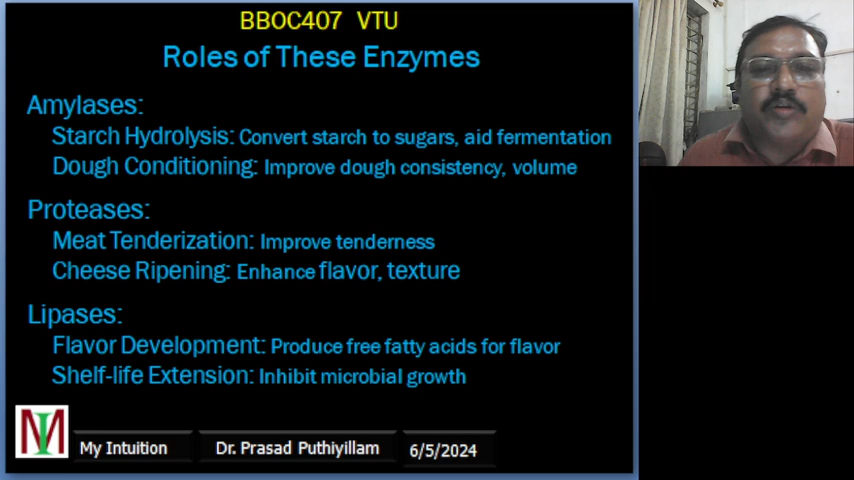 BBOC407 VTU
Roles of These Enzymes
Amylases:
Starch Hydrolysis: Convert starch to sugars, aid fermentation
Dough Conditioning: Improve dough consistency, volume
Proteases:
Meat Tenderization: Improve tenderness
Cheese Ripening: Enhance flavor, texture
Lipases:
Flavor Development: Produce free fatty acids for flavor
Shelf-life Extension: Inhibit microbial growth
MI
My Intuition
Dr. Prasad Puthiyillam
6/5/2024